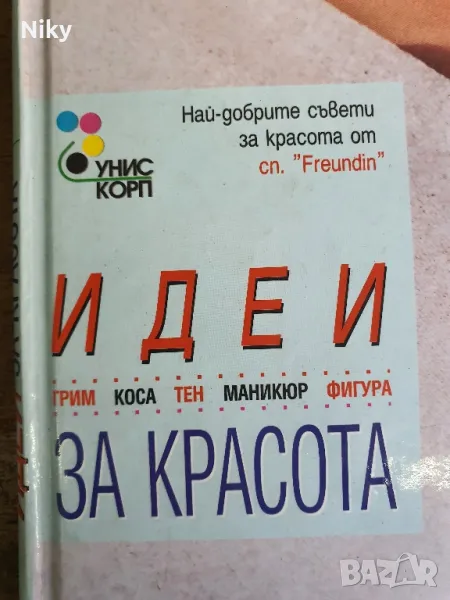 Niky
Най-добрите съвети
за красота от
сп. "Freundin"
УНИС
КОРП
ИДЕИ
ГРИМ КОСА ТЕН МАНИКЮР ФИГУРА
ЗА КРАСОТА
BAZAR